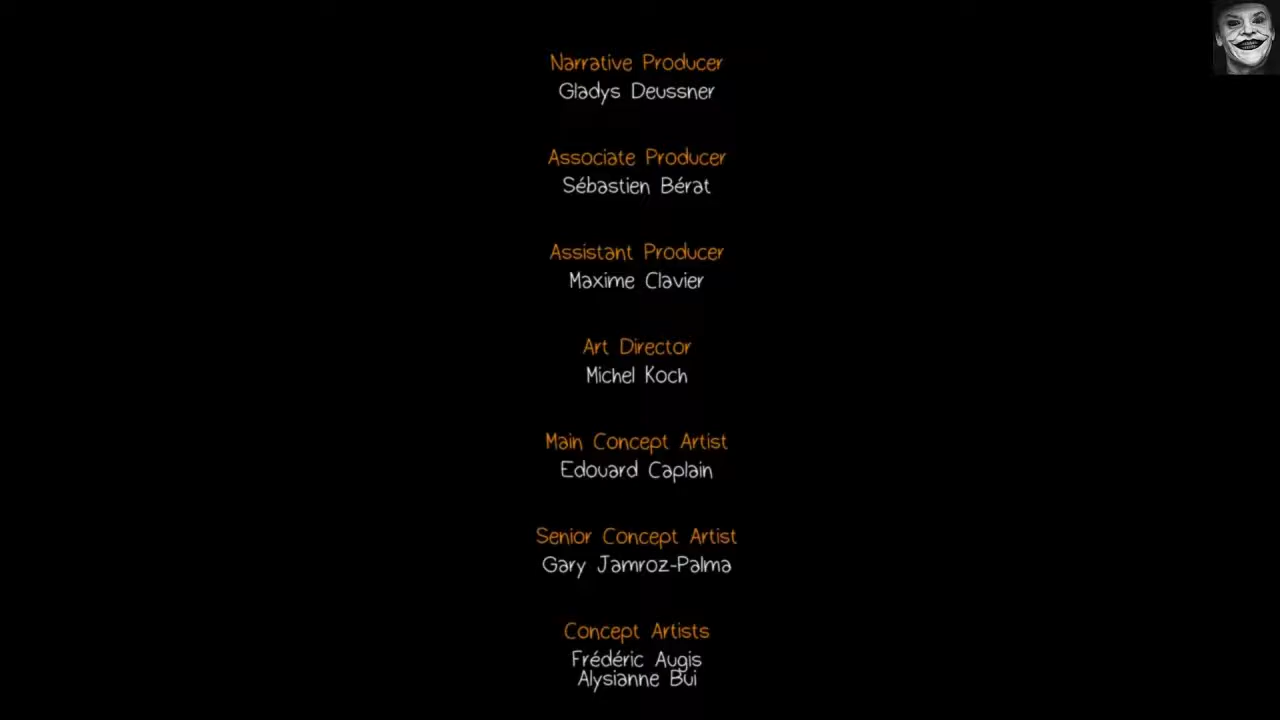 Narrative Producer
Gladys Deussner
Associate Producer
Sébastien Bérat
Assistant Producer
Maxime Clavier
Art Director
Michel Koch
Main Concept Artist
Edouard Caplain
Senior Concept Artist
Gary Jamroz-Palma
Concept Artists
Frédéric Augis
Alysianne Bui